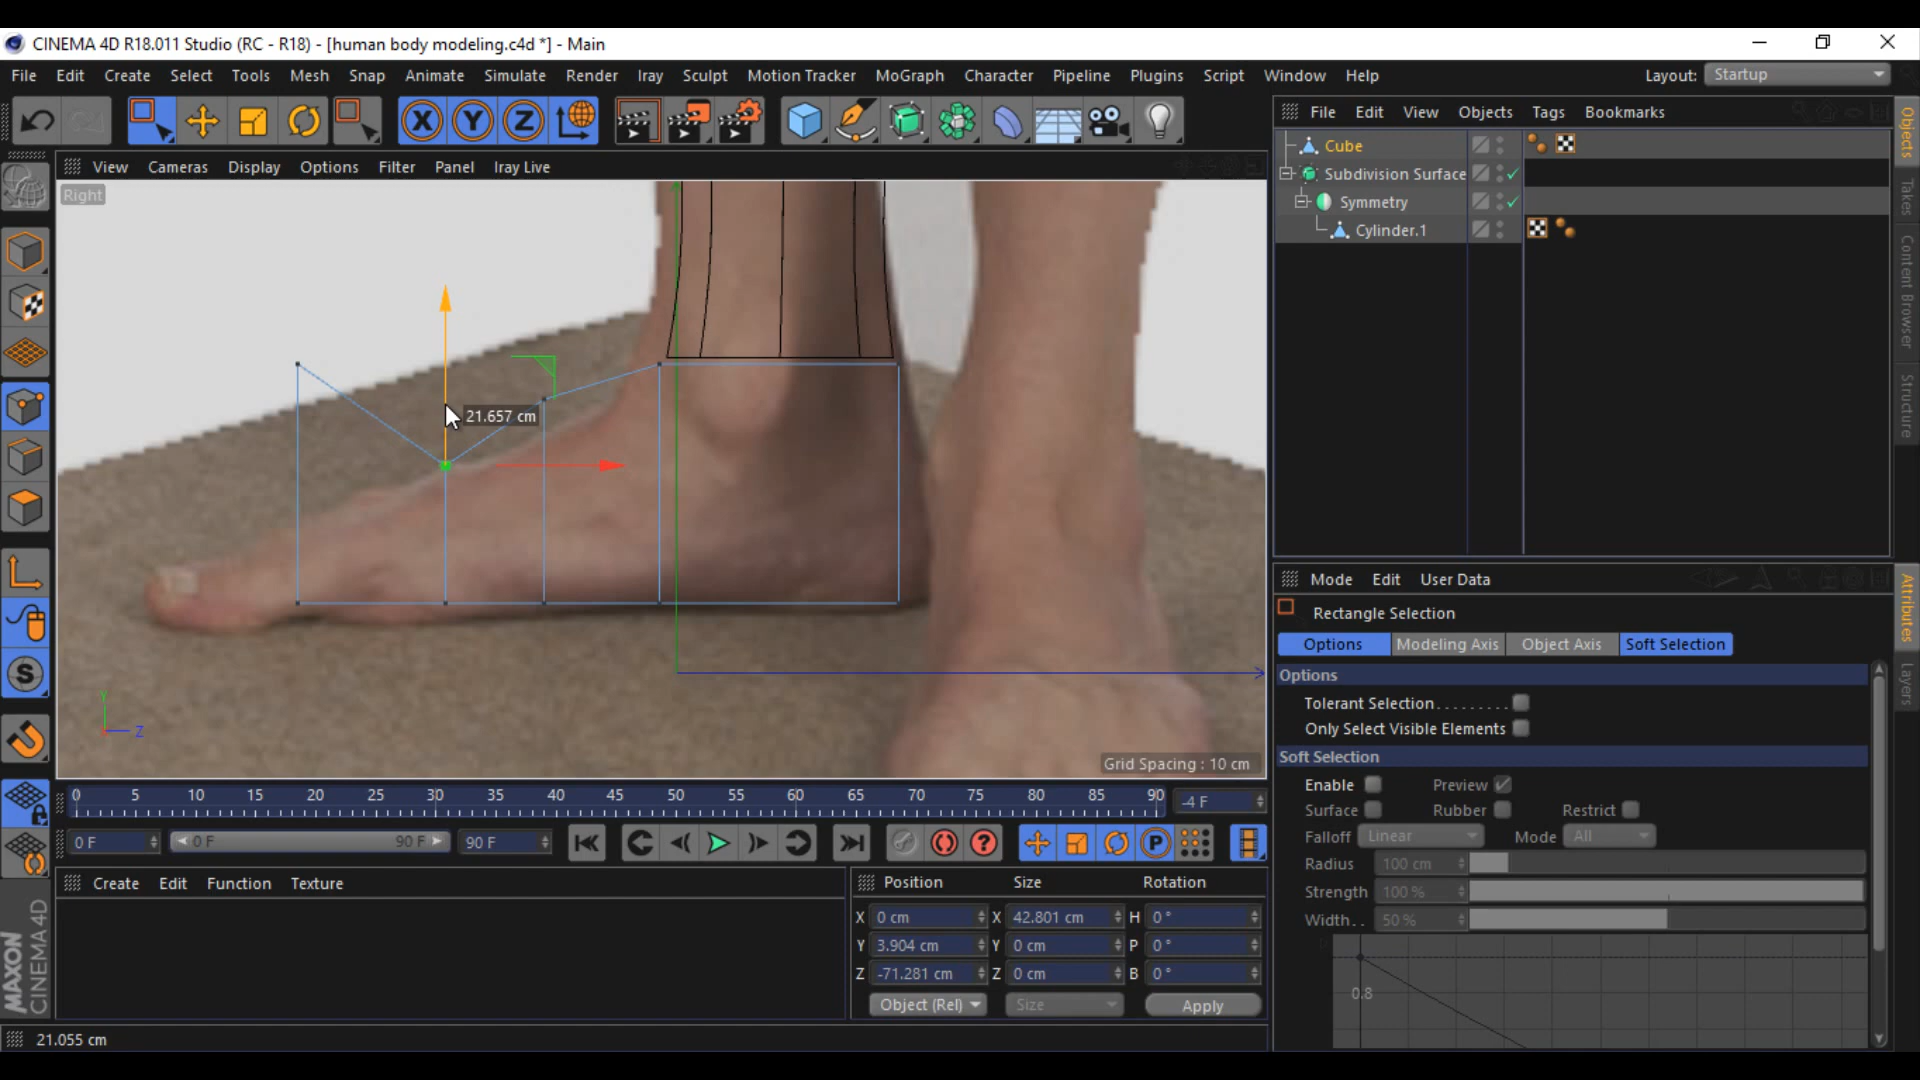 CINEMA 4D R18.011 Studio (RC - R18) - [human body modeling.c4d *] - Main
File Edit Create Select Tools Mesh Snap Animate Simulate Render Iray Sculpt Motion Tracker MoGraph Character Pipeline Plugins Script Window Help Layout: Startup
X Y Z
File Edit View Objects Tags Bookmarks
View Cameras Display Options Filter Panel Iray Live
Right
Cube
Subdivision Surface
Symmetry
Cylinder.1
Objects
Takes
Content Browser
Structure
21.657 cm
Y
Z
Grid Spacing : 10 cm
Mode Edit User Data
Rectangle Selection
Options Modeling Axis Object Axis Soft Selection
Options
Tolerant Selection
Only Select Visible Elements
Soft Selection
Enable Preview
Surface Rubber Restrict
Falloff Linear Mode All
Radius 100 cm
Strength 100 %
Width . . 50 %
0.8
Attributes
Layers
0 5 10 15 20 25 30 35 40 45 50 55 60 65 70 75 80 85 90 -4 F
0 F 0 F 90 F 90 F
Create Edit Function Texture
Position Size Rotation
X 0 cm X 42.801 cm H 0 °
Y 3.904 cm Y 0 cm P 0 °
Z -71.281 cm Z 0 cm B 0 °
Object (Rel) Size Apply
MAXON
CINEMA 4D
21.055 cm